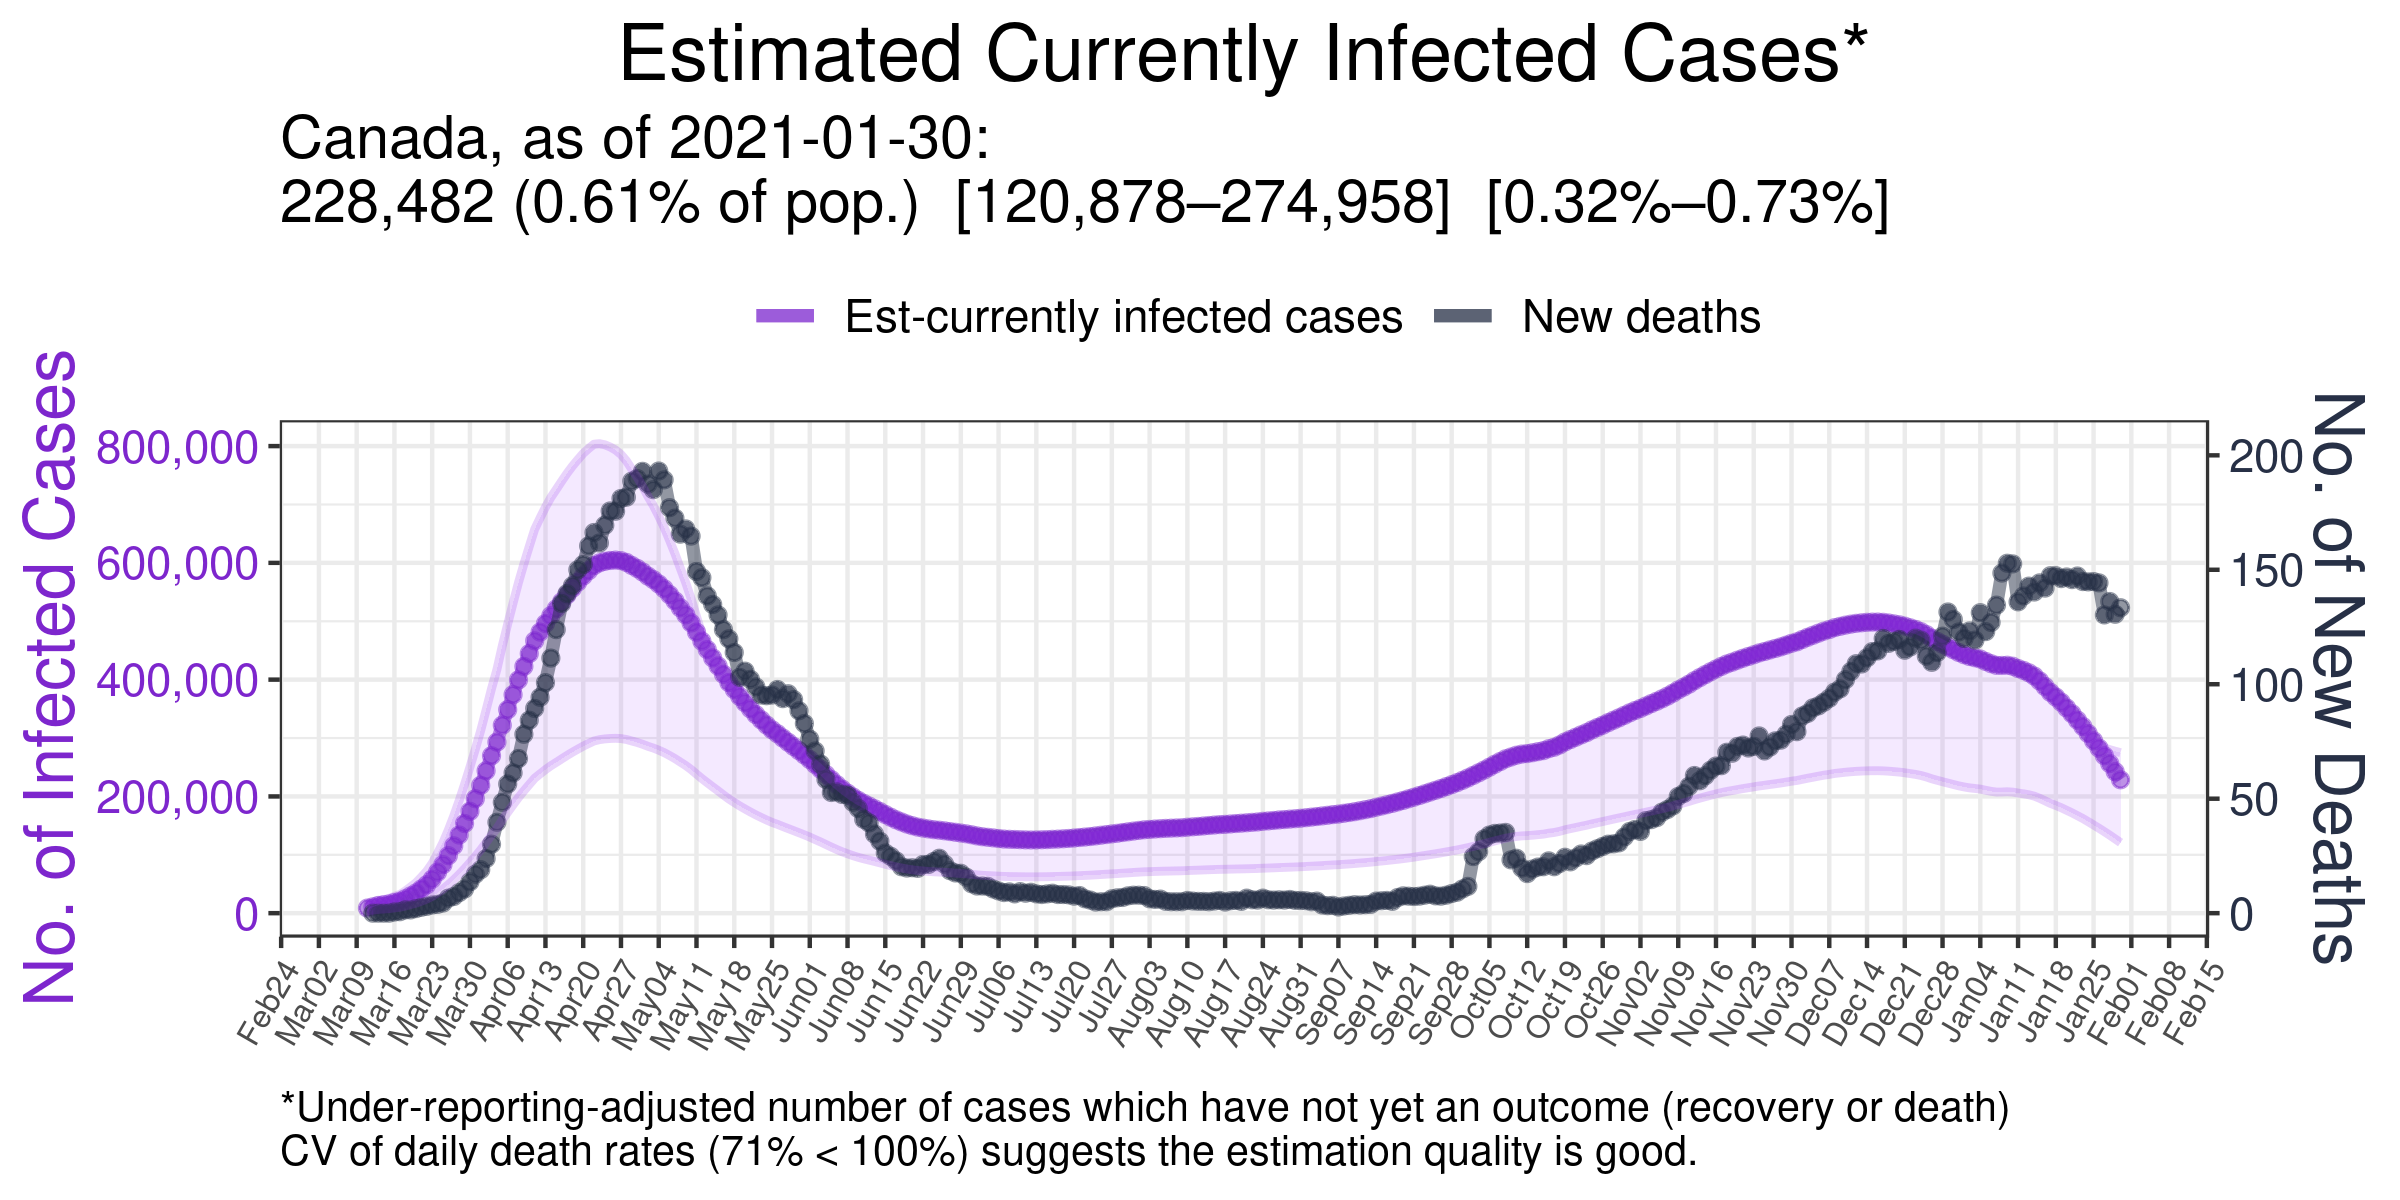 Estimated Currently Infected Cases*
Canada, as of 2021-01-30:
228,482 (0.61% of pop.) [120,878–274,958] [0.32%–0.73%]
Est-currently infected cases New deaths
No. of Infected Cases
800,000
600,000
400,000
200,000
0
200
150
100
50
0
No. of New Deaths
Feb24 Mar02 Mar09 Mar16 Mar23 Mar30 Apr06 Apr13 Apr20 Apr27 May04 May11 May18 May25 Jun01 Jun08 Jun15 Jun22 Jun29 Jul06 Jul13 Jul20 Jul27 Aug03 Aug10 Aug17 Aug24 Aug31 Sep07 Sep14 Sep21 Sep28 Oct05 Oct12 Oct19 Oct26 Nov02 Nov09 Nov16 Nov23 Nov30 Dec07 Dec14 Dec21 Dec28 Jan04 Jan11 Jan18 Jan25 Feb01 Feb08 Feb15
*Under-reporting-adjusted number of cases which have not yet an outcome (recovery or death)
CV of daily death rates (71% < 100%) suggests the estimation quality is good.